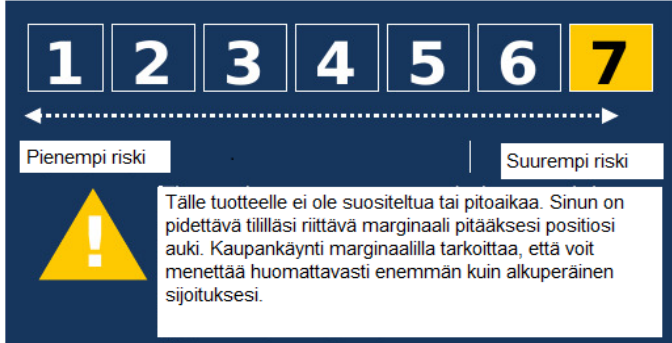 1 2 3 4 5 6 7
Pienempi riski
Suurempi riski
!
Tälle tuotteelle ei ole suositeltua tai pitoaikaa. Sinun on
pidettävä tililläsi riittävä marginaali pitääksesi positiosi
auki. Kaupankäynti marginaalilla tarkoittaa, että voit
menettää huomattavasti enemmän kuin alkuperäinen
sijoituksesi.